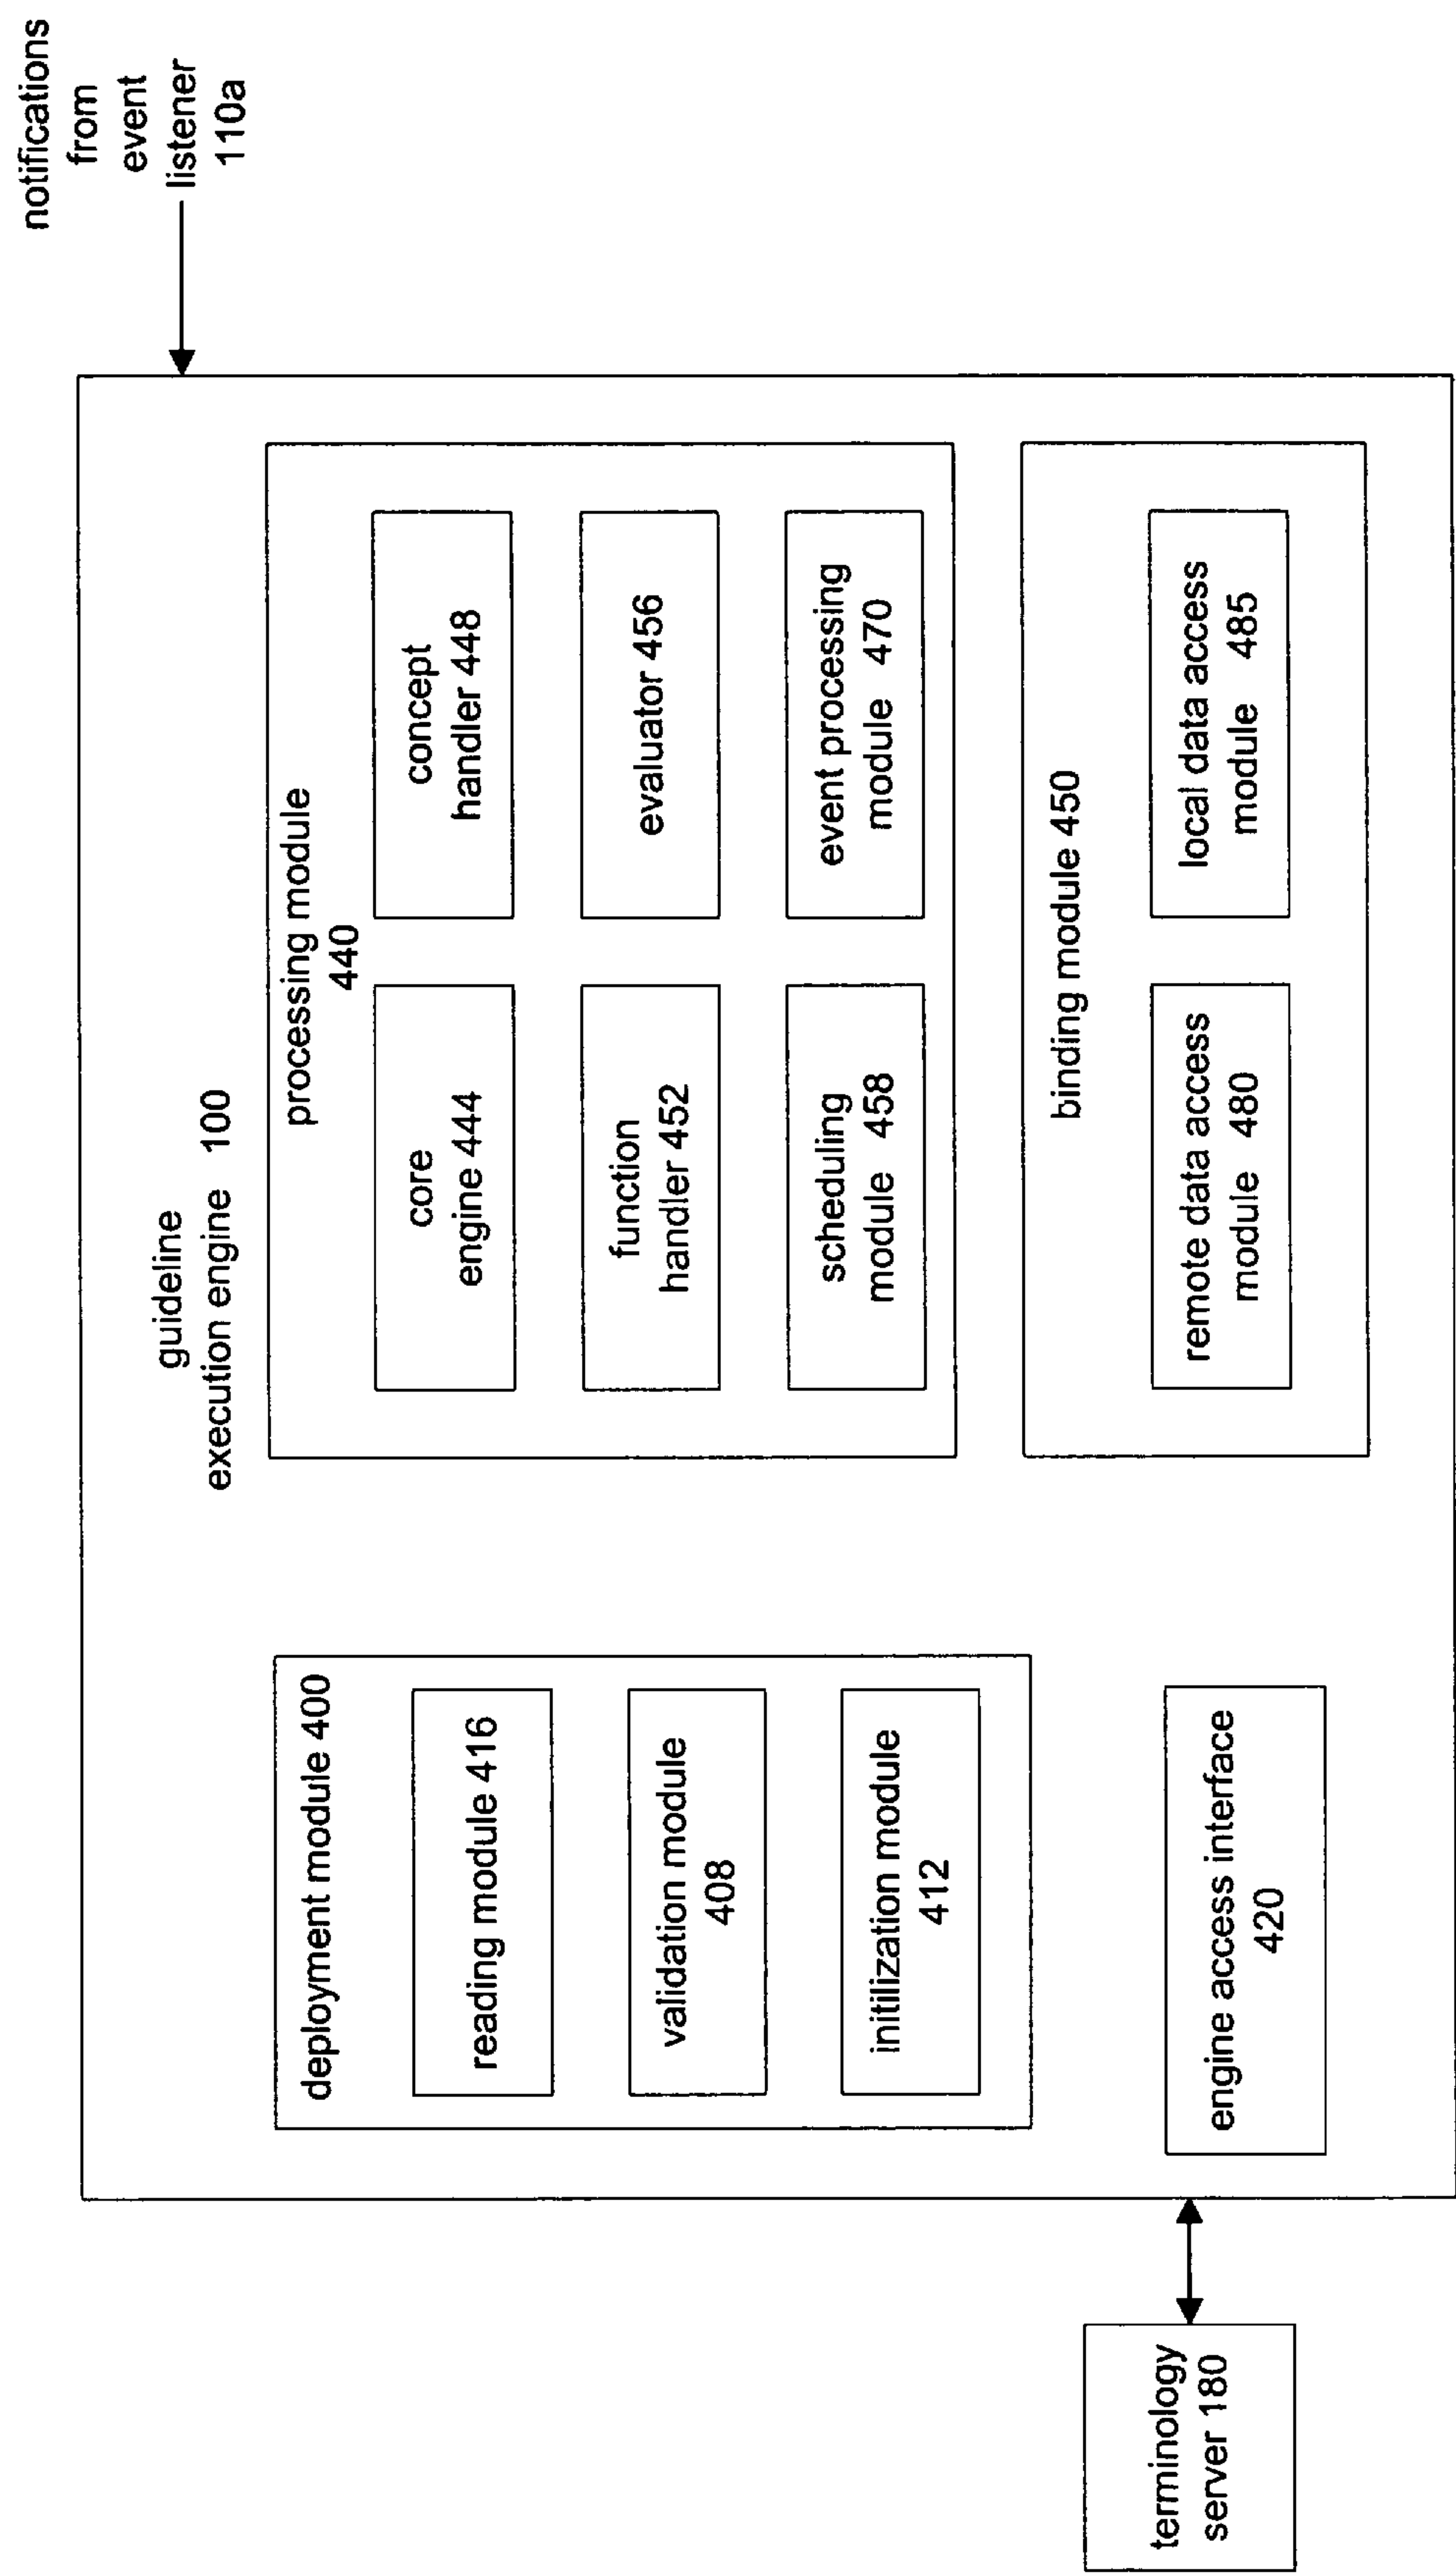 notifications
from
event
listener
110a
guideline
execution engine 100
deployment module 400
reading module 416
validation module
408
initilization module
412
engine access interface
420
processing module
440
core
engine 444
concept
handler 448
function
handler 452
evaluator 456
scheduling
module 458
event processing
module 470
binding module 450
remote data access
module 480
local data access
module 485
terminology
server 180